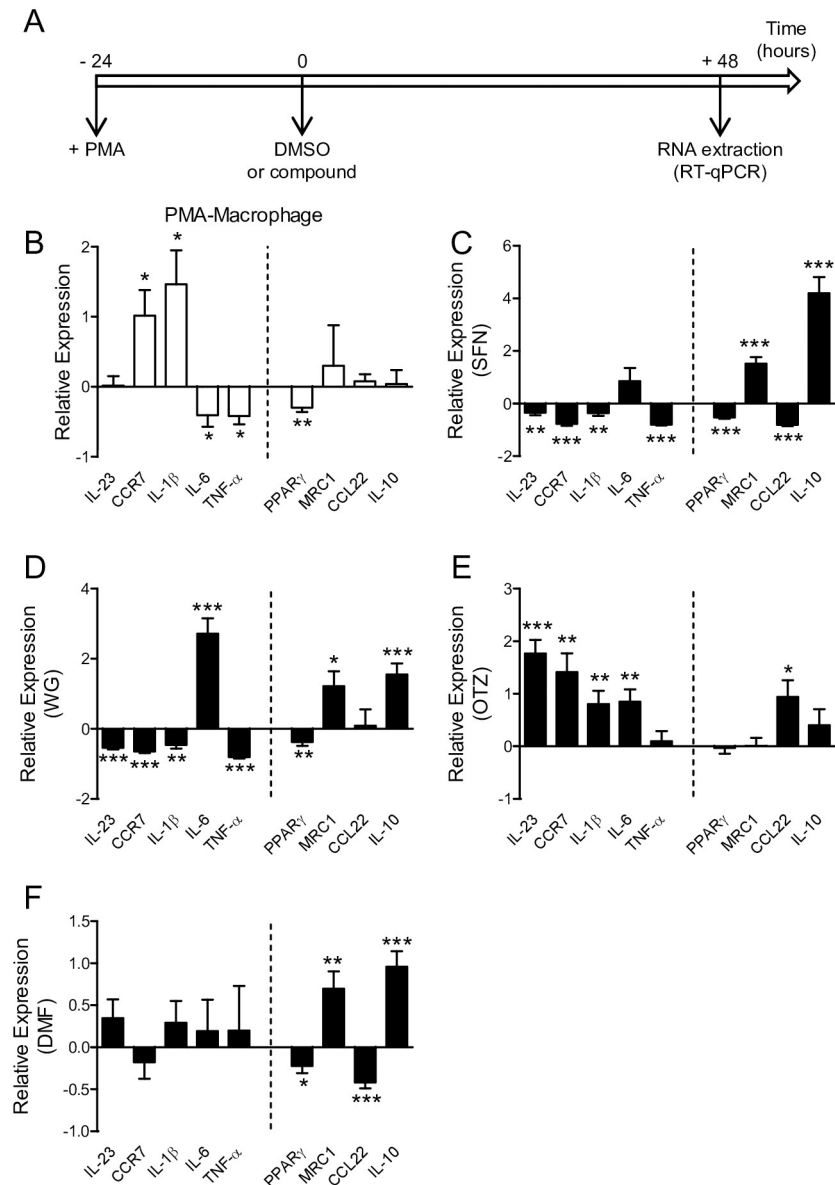 A
Time
(hours)
- 24
0
+ 48
+ PMA
DMSO
or compound
RNA extraction
(RT-qPCR)
PMA-Macrophage
B
Relative Expression
2
1
0
-1
*
*
*
*
**
IL-23
CCR7
IL-1β
IL-6
TNF-α
PPARγ
MRC1
CCL22
IL-10
C
Relative Expression
(SFN)
6
4
2
0
-2
**
***
**
***
***
***
***
***
IL-23
CCR7
IL-1β
IL-6
TNF-α
PPARγ
MRC1
CCL22
IL-10
D
Relative Expression
(WG)
4
2
0
-2
***
***
**
***
***
**
*
***
IL-23
CCR7
IL-1β
IL-6
TNF-α
PPARγ
MRC1
CCL22
IL-10
E
Relative Expression
(OTZ)
3
2
1
0
-1
***
**
**
**
*
IL-23
CCR7
IL-1β
IL-6
TNF-α
PPARγ
MRC1
CCL22
IL-10
F
Relative Expression
(DMF)
1.5
1.0
0.5
0.0
-0.5
-1.0
*
**
***
***
IL-23
CCR7
IL-1β
IL-6
TNF-α
PPARγ
MRC1
CCL22
IL-10